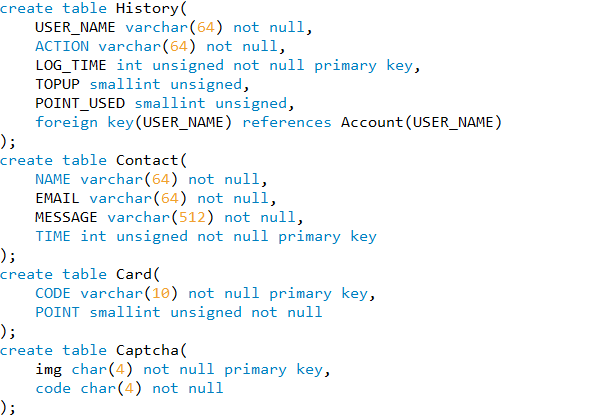 create table History(
USER_NAME varchar(64) not null,
ACTION varchar(64) not null,
LOG_TIME int unsigned not null primary key,
TOPUP smallint unsigned,
POINT_USED smallint unsigned,
foreign key(USER_NAME) references Account(USER_NAME)
);
create table Contact(
NAME varchar(64) not null,
EMAIL varchar(64) not null,
MESSAGE varchar(512) not null,
TIME int unsigned not null primary key
);
create table Card(
CODE varchar(10) not null primary key,
POINT smallint unsigned not null
);
create table Captcha(
img char(4) not null primary key,
code char(4) not null
);